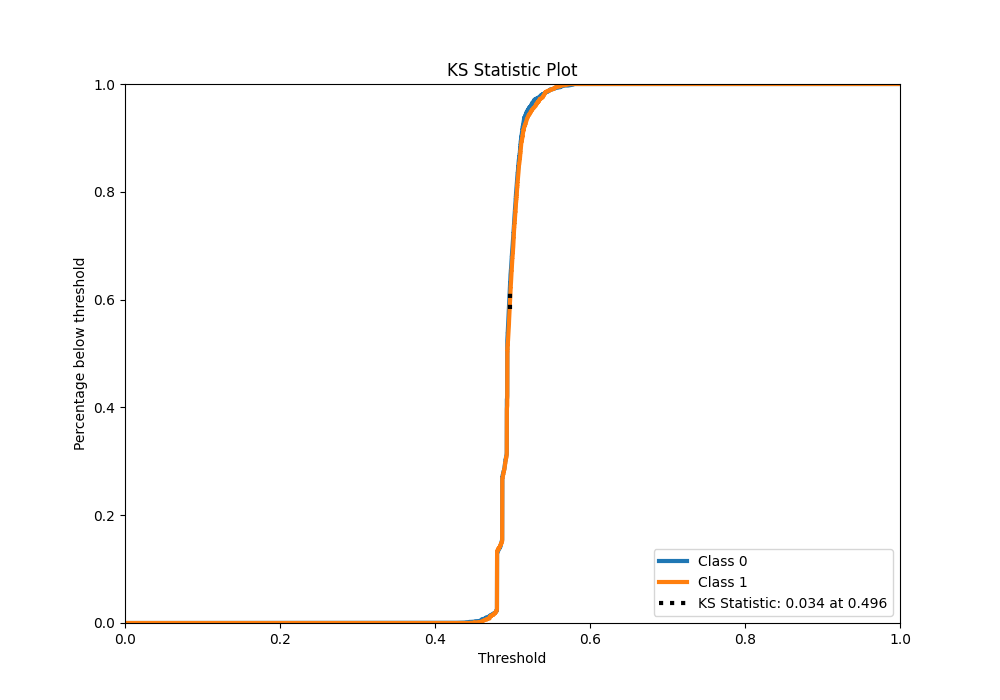 KS Statistic Plot
1.0
0.8
0.6
0.4
0.2
0.0
Percentage below threshold
0.0 0.2 0.4 0.6 0.8 1.0
Threshold
Class 0
Class 1
KS Statistic: 0.034 at 0.496